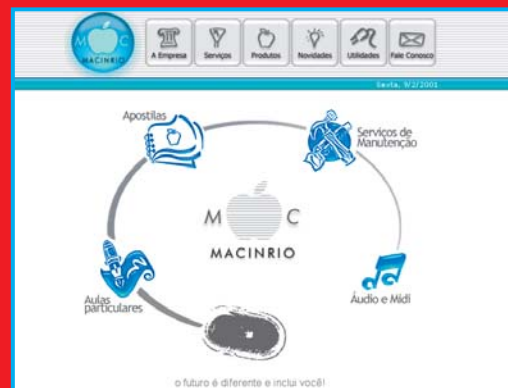 M C
MACINRIO
A Empresa
Serviços
Produtos
Novidades
Utilidades
Fale Conosco
Sexta, 9/2/2001
Apostilas
Serviços de
Manutenção
M C
MACINRIO
Aulas
particulares
Áudio e Midi
o futuro é diferente e inclui você!